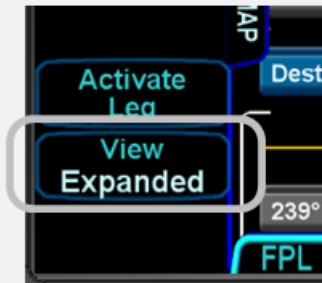 MAP
Activate
Leg
Dest
View
Expanded
239°
FPL